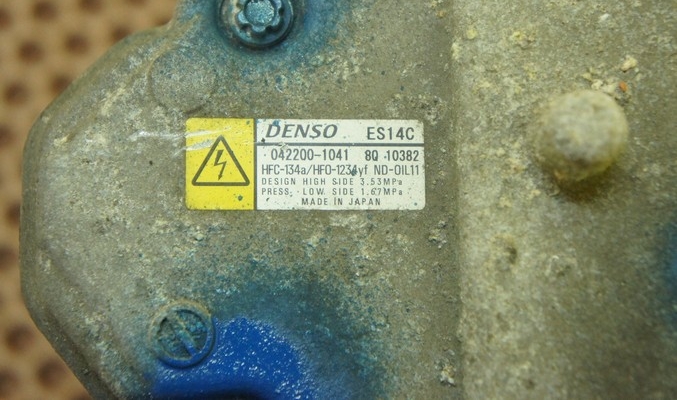 DENSO ES14C
042200-1041 8Q 10382
HFC-134a/HFO-1234yf ND-OIL11
DESIGN HIGH SIDE 3.53MPa
PRESS. LOW SIDE 1.67MPa
MADE IN JAPAN